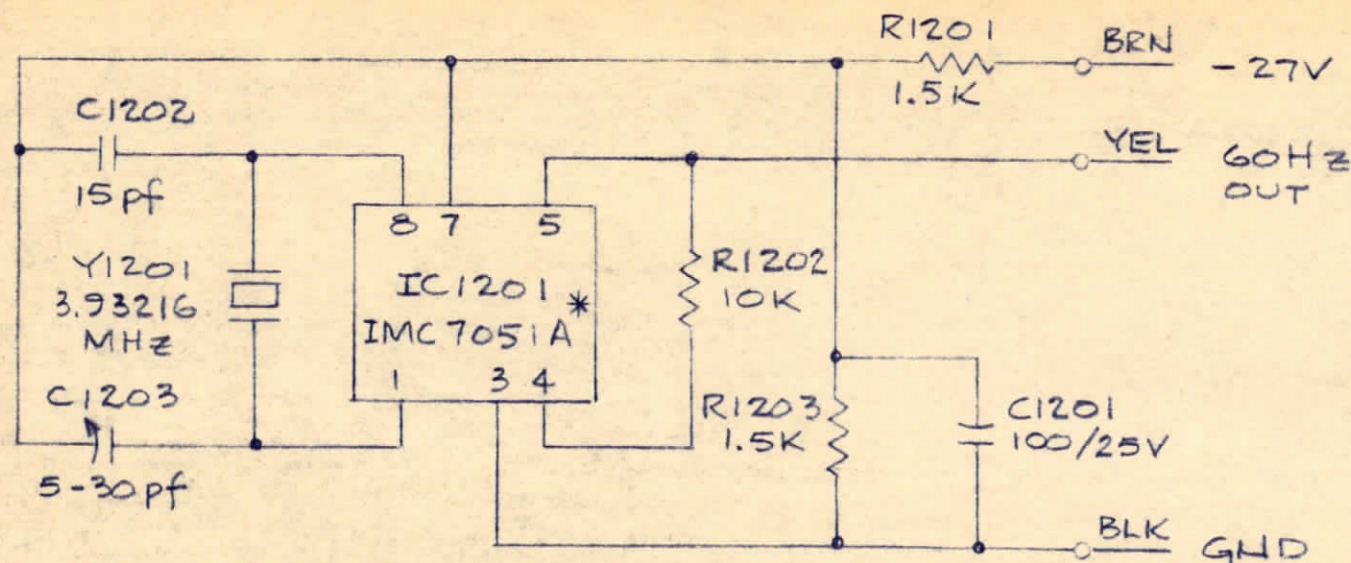 R1201
1.5K
BRN
-27V
C1202
15pf
YEL
60Hz
OUT
8 7 5
Y1201
3.93216
MHz
IC1201 *
IMC7051A
R1202
10K
1 3 4
C1203
5-30pf
R1203
1.5K
C1201
100/25V
BLK
GND